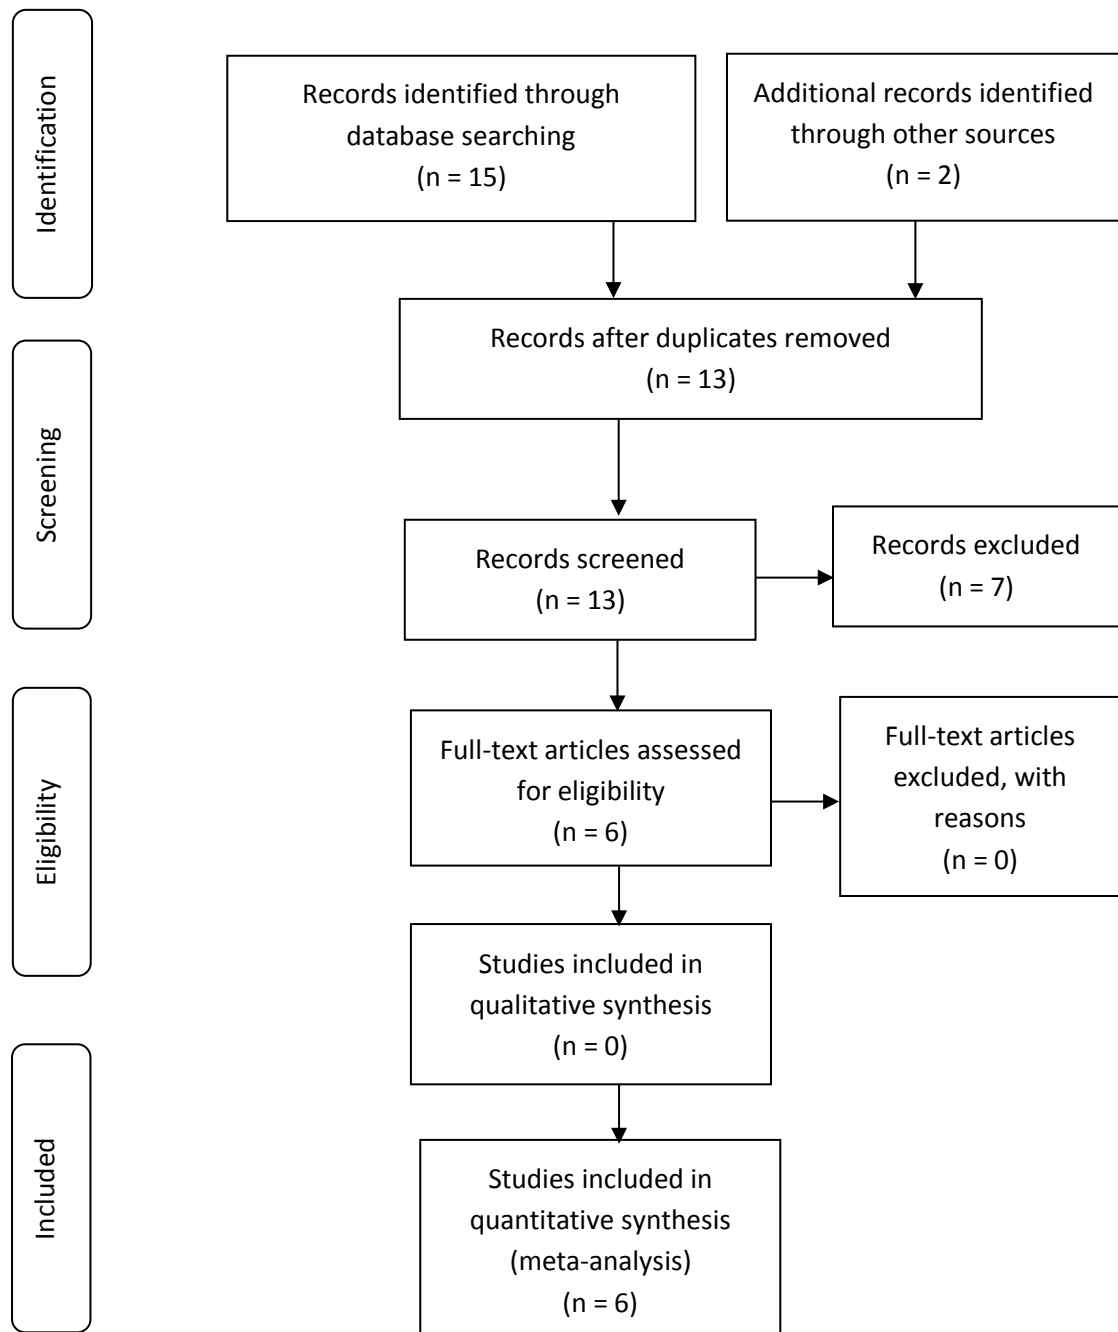 Identification
Records identified through
database searching
(n = 15)
Additional records identified
through other sources
(n = 2)
Records after duplicates removed
(n = 13)
Screening
Records screened
(n = 13)
Records excluded
(n = 7)
Eligibility
Full-text articles assessed
for eligibility
(n = 6)
Full-text articles
excluded, with
reasons
(n = 0)
Studies included in
qualitative synthesis
(n = 0)
Included
Studies included in
quantitative synthesis
(meta-analysis)
(n = 6)